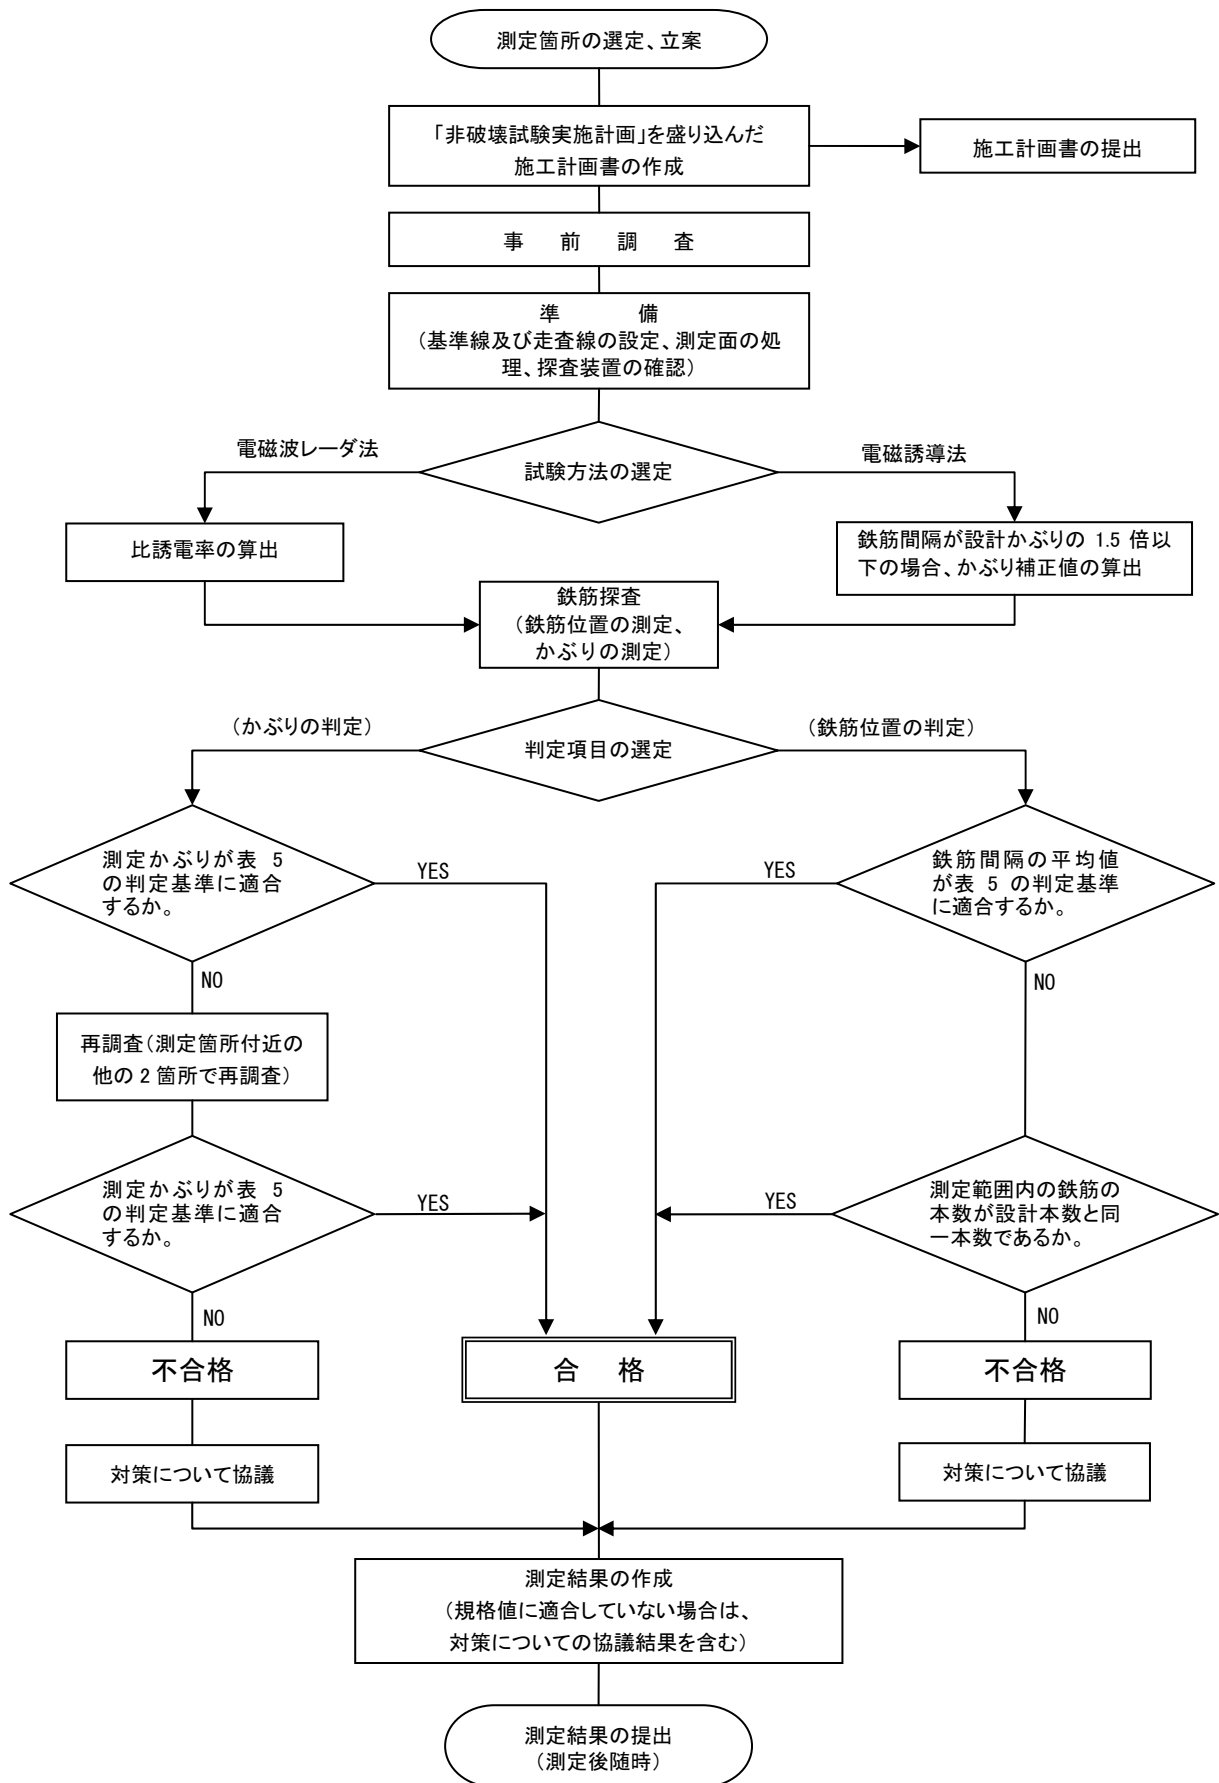 測定箇所の選定、立案
「非破壊試験実施計画」を盛り込んだ
施工計画書の作成
施工計画書の提出
事　前　調　査
準　　　備
（基準線及び走査線の設定、測定面の処
理、探査装置の確認）
電磁波レーダ法
試験方法の選定
電磁誘導法
比誘電率の算出
鉄筋間隔が設計かぶりの 1.5 倍以
下の場合、かぶり補正値の算出
鉄筋探査
（鉄筋位置の測定、
かぶりの測定）
（かぶりの判定）
判定項目の選定
（鉄筋位置の判定）
測定かぶりが表 5
の判定基準に適合
するか。
YES
YES
鉄筋間隔の平均値
が表 5 の判定基準
に適合するか。
NO
NO
再調査（測定箇所付近の
他の 2 箇所で再調査）
測定かぶりが表 5
の判定基準に適合
するか。
YES
YES
測定範囲内の鉄筋の
本数が設計本数と同
一本数であるか。
NO
NO
不合格
合　格
不合格
対策について協議
対策について協議
測定結果の作成
（規格値に適合していない場合は、
対策についての協議結果を含む）
測定結果の提出
（測定後随時）